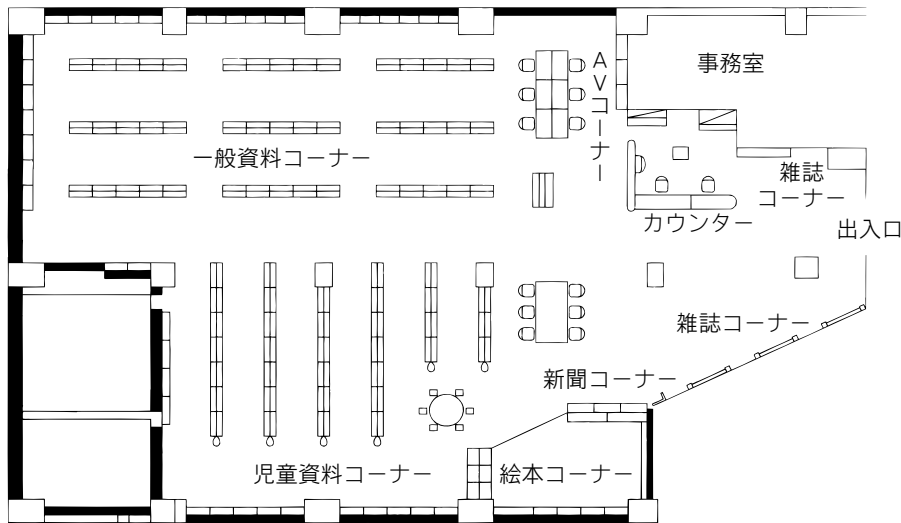 事務室
AVコーナー
一般資料コーナー
雑誌
コーナー
カウンター
出入口
雑誌コーナー
新聞コーナー
児童資料コーナー
絵本コーナー